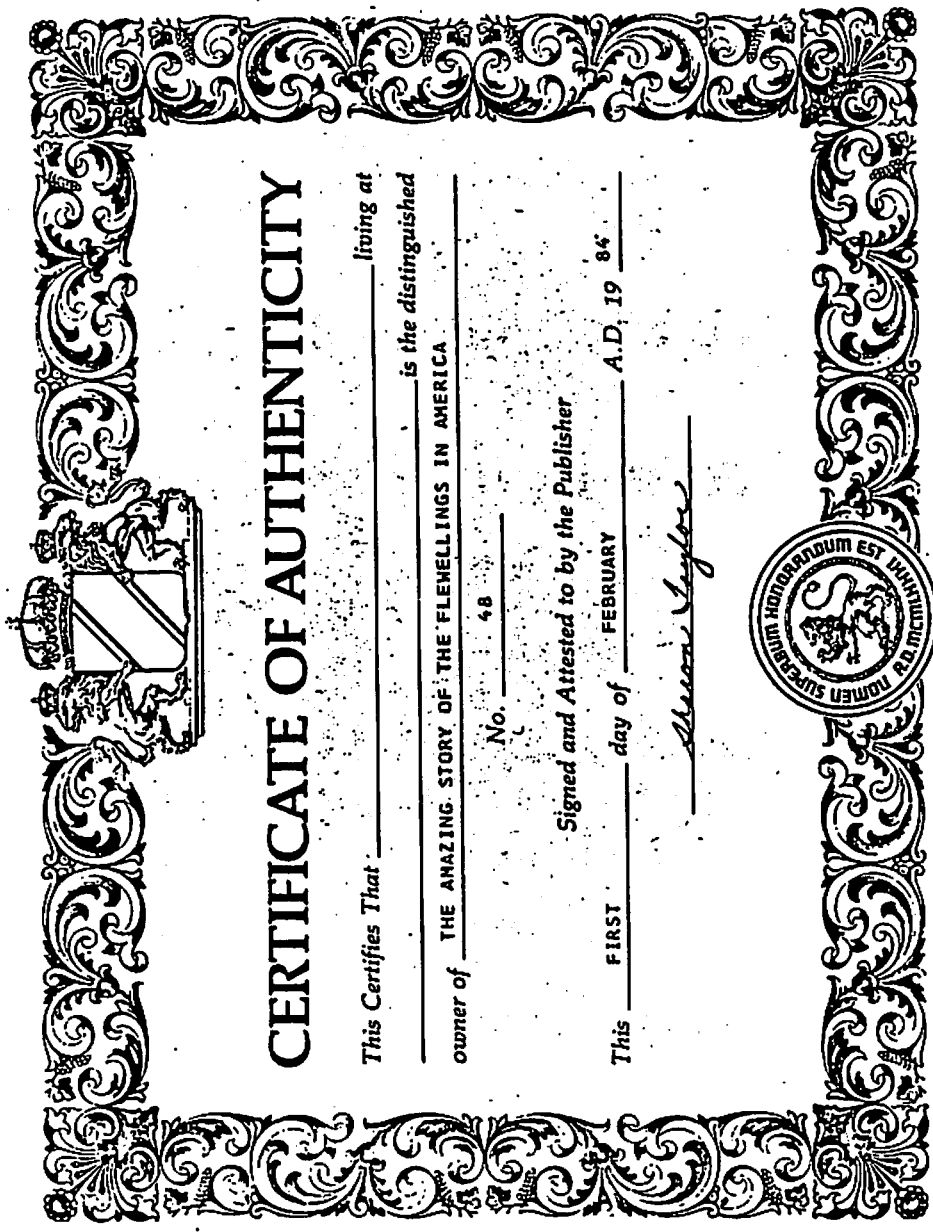 CERTIFICATE OF AUTHENTICITY
This Certifies That living at
is the distinguished
owner of THE AMAZING STORY OF THE FLEWELLINGS IN AMERICA
No. 48
Signed and Attested to by the Publisher
This FIRST day of FEBRUARY A.D. 19 84
Sharon Taylor
NOMEN SUPERBUM HONORANDUM EST